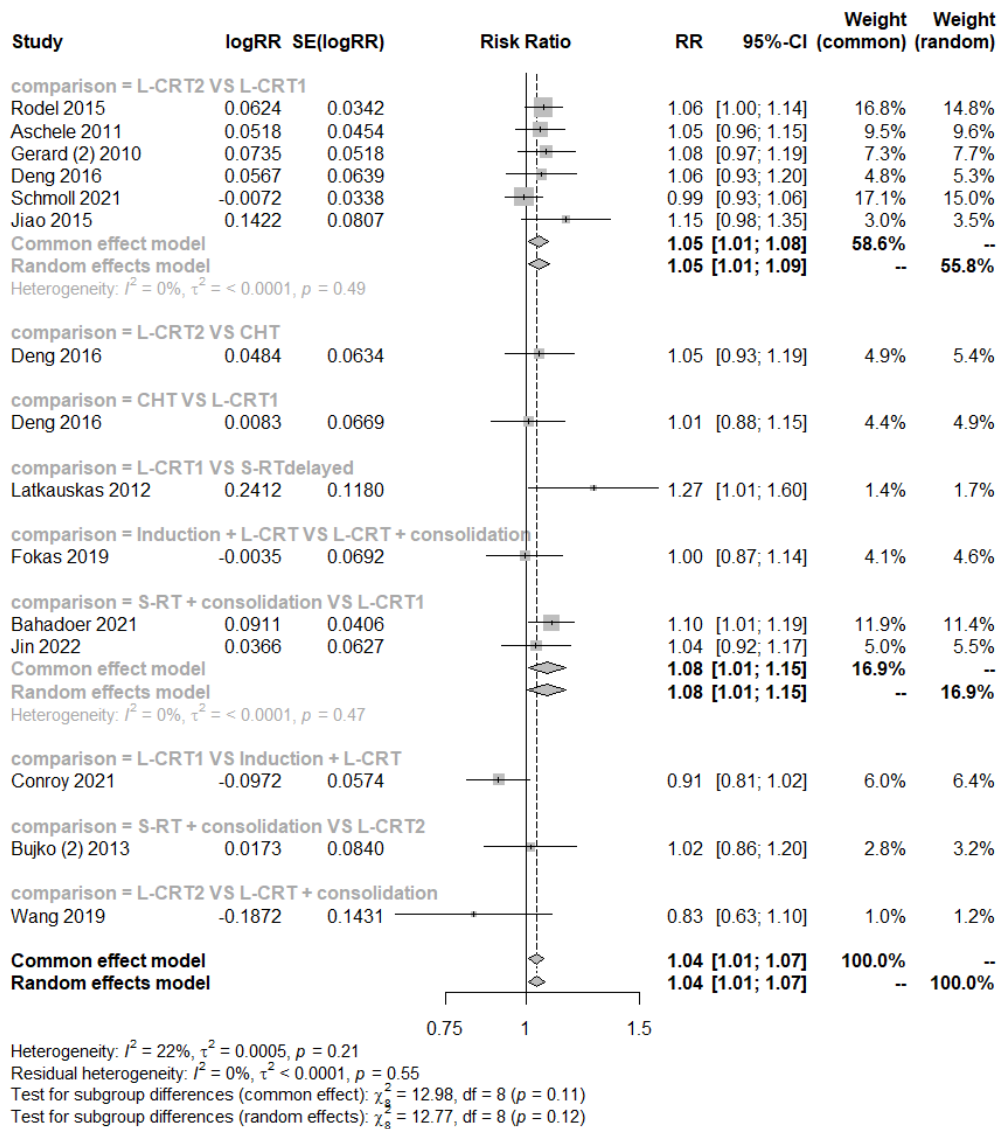 Weight Weight
Study logRR SE(logRR) Risk Ratio RR 95%-CI (common) (random)
comparison = L-CRT2 VS L-CRT1
Rodel 2015 0.0624 0.0342 1.06 [1.00; 1.14] 16.8% 14.8%
Aschele 2011 0.0518 0.0454 1.05 [0.96; 1.15] 9.5% 9.6%
Gerard (2) 2010 0.0735 0.0518 1.08 [0.97; 1.19] 7.3% 7.7%
Deng 2016 0.0567 0.0639 1.06 [0.93; 1.20] 4.8% 5.3%
Schmoll 2021 -0.0072 0.0338 0.99 [0.93; 1.06] 17.1% 15.0%
Jiao 2015 0.1422 0.0807 1.15 [0.98; 1.35] 3.0% 3.5%
Common effect model 1.05 [1.01; 1.08] 58.6% --
Random effects model 1.05 [1.01; 1.09] -- 55.8%
Heterogeneity: I² = 0%, τ² = < 0.0001, p = 0.49
comparison = L-CRT2 VS CHT
Deng 2016 0.0484 0.0634 1.05 [0.93; 1.19] 4.9% 5.4%
comparison = CHT VS L-CRT1
Deng 2016 0.0083 0.0669 1.01 [0.88; 1.15] 4.4% 4.9%
comparison = L-CRT1 VS S-RTdelayed
Latkauskas 2012 0.2412 0.1180 1.27 [1.01; 1.60] 1.4% 1.7%
comparison = Induction + L-CRT VS L-CRT + consolidation
Fokas 2019 -0.0035 0.0692 1.00 [0.87; 1.14] 4.1% 4.6%
comparison = S-RT + consolidation VS L-CRT1
Bahadoer 2021 0.0911 0.0406 1.10 [1.01; 1.19] 11.9% 11.4%
Jin 2022 0.0366 0.0627 1.04 [0.92; 1.17] 5.0% 5.5%
Common effect model 1.08 [1.01; 1.15] 16.9% --
Random effects model 1.08 [1.01; 1.15] -- 16.9%
Heterogeneity: I² = 0%, τ² = < 0.0001, p = 0.47
comparison = L-CRT1 VS Induction + L-CRT
Conroy 2021 -0.0972 0.0574 0.91 [0.81; 1.02] 6.0% 6.4%
comparison = S-RT + consolidation VS L-CRT2
Bujko (2) 2013 0.0173 0.0840 1.02 [0.86; 1.20] 2.8% 3.2%
comparison = L-CRT2 VS L-CRT + consolidation
Wang 2019 -0.1872 0.1431 0.83 [0.63; 1.10] 1.0% 1.2%
Common effect model 1.04 [1.01; 1.07] 100.0% --
Random effects model 1.04 [1.01; 1.07] -- 100.0%
0.75 1 1.5
Heterogeneity: I² = 22%, τ² = 0.0005, p = 0.21
Residual heterogeneity: I² = 0%, τ² < 0.0001, p = 0.55
Test for subgroup differences (common effect): χ²₈ = 12.98, df = 8 (p = 0.11)
Test for subgroup differences (random effects): χ²₈ = 12.77, df = 8 (p = 0.12)